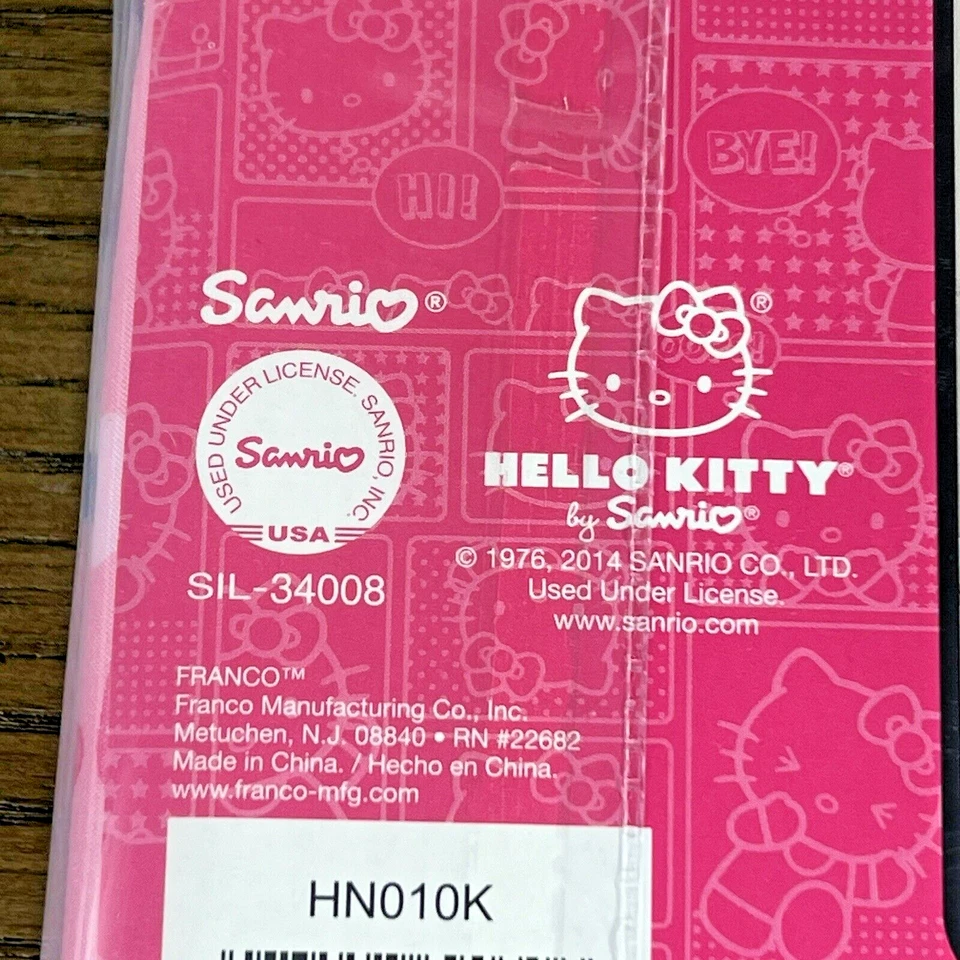 HI!
BYE!
Sanrio®
USED UNDER LICENSE, SANRIO, INC.
Sanrio
USA
SIL-34008
®
HELLO KITTY®
by Sanrio®
© 1976, 2014 SANRIO CO., LTD.
Used Under License.
www.sanrio.com
FRANCO™
Franco Manufacturing Co., Inc.
Metuchen, N.J. 08840 • RN #22682
Made in China. / Hecho en China.
www.franco-mfg.com
HN010K